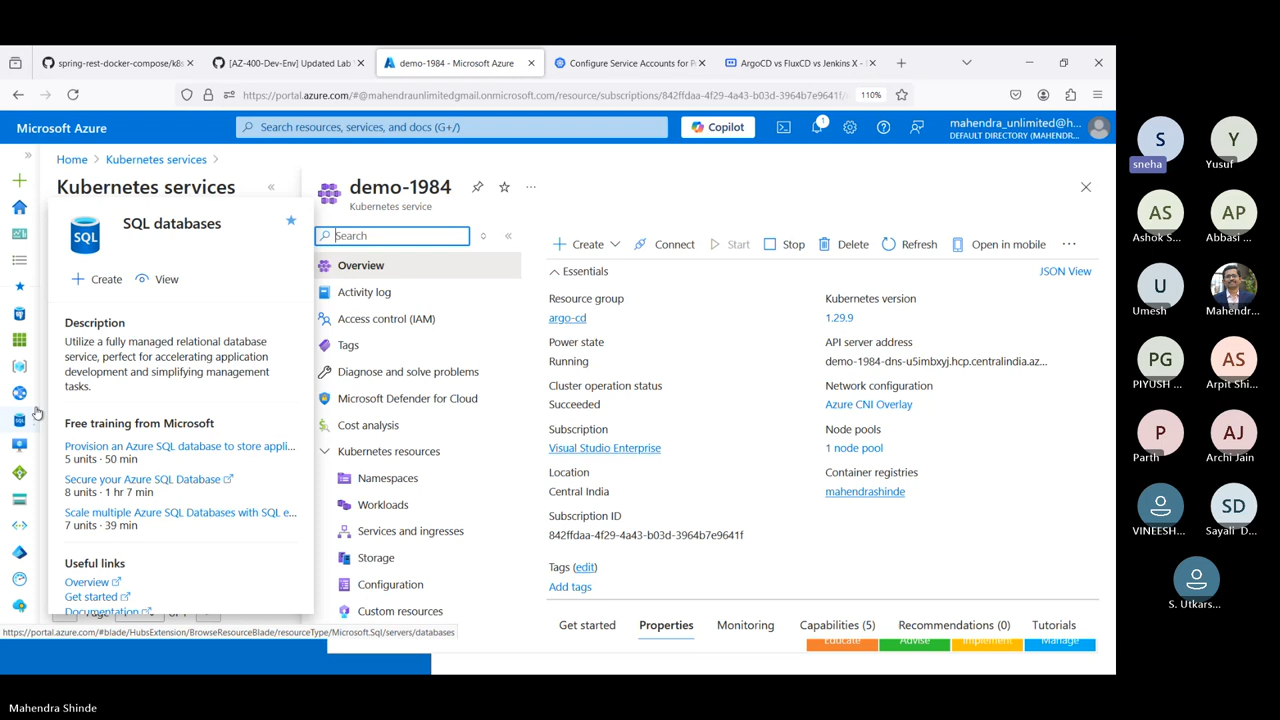 spring-rest-docker-compose/k8s
[AZ-400-Dev-Env] Updated Lab
demo-1984 - Microsoft Azure
Configure Service Accounts for P
ArgoCD vs FluxCD vs Jenkins X -
https://portal.azure.com/#@mahendraunlimitedgmail.onmicrosoft.com/resource/subscriptions/842ffdaa-4f29-4a43-b03d-3964b7e9641f/
110%
Microsoft Azure
Search resources, services, and docs (G+/)
Copilot
1
mahendra_unlimited@h...
DEFAULT DIRECTORY (MAHENDR...
Home > Kubernetes services >
Kubernetes services
«
demo-1984
Kubernetes service
SQL databases
SQL
Create
View
Description
Utilize a fully managed relational database
service, perfect for accelerating application
development and simplifying management
tasks.
Free training from Microsoft
Provision an Azure SQL database to store appli...
5 units · 50 min
Secure your Azure SQL Database
8 units · 1 hr 7 min
Scale multiple Azure SQL Databases with SQL e...
7 units · 39 min
Useful links
Overview
Get started
Documentation
Page
https://portal.azure.com/#blade/HubsExtension/BrowseResourceBlade/resourceType/Microsoft.Sql/servers/databases
Search
Overview
Activity log
Access control (IAM)
Tags
Diagnose and solve problems
Microsoft Defender for Cloud
Cost analysis
Kubernetes resources
Namespaces
Workloads
Services and ingresses
Storage
Configuration
Custom resources
Create
Connect
Start
Stop
Delete
Refresh
Open in mobile
Essentials
JSON View
Resource group
argo-cd
Power state
Running
Cluster operation status
Succeeded
Subscription
Visual Studio Enterprise
Location
Central India
Subscription ID
842ffdaa-4f29-4a43-b03d-3964b7e9641f
Tags (edit)
Add tags
Kubernetes version
1.29.9
API server address
demo-1984-dns-u5imbxyj.hcp.centralindia.az...
Network configuration
Azure CNI Overlay
Node pools
1 node pool
Container registries
mahendrashinde
Get started
Properties
Monitoring
Capabilities (5)
Recommendations (0)
Tutorials
Educate
Advise
Implement
Manage
S
sneha
Y
Yusuf
AS
Ashok S...
AP
Abbasi ...
U
Umesh
Mahendr...
PG
PIYUSH ...
AS
Arpit Shi...
P
Parth
AJ
Archi Jain
VINEESH...
SD
Sayali D...
S. Utkars...
Mahendra Shinde